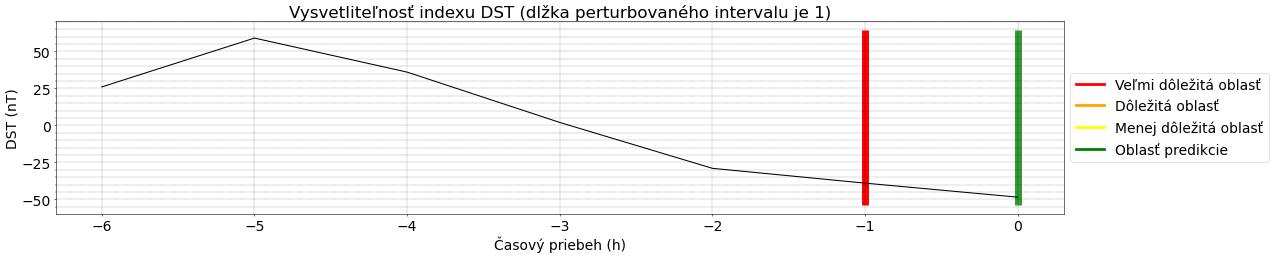 Vysvetliteľnosť indexu DST (dĺžka perturbovaného intervalu je 1)
DST (nT)
50
25
0
−25
−50
−6 −5 −4 −3 −2 −1 0
Časový priebeh (h)
Veľmi dôležitá oblasť
Dôležitá oblasť
Menej dôležitá oblasť
Oblasť predikcie